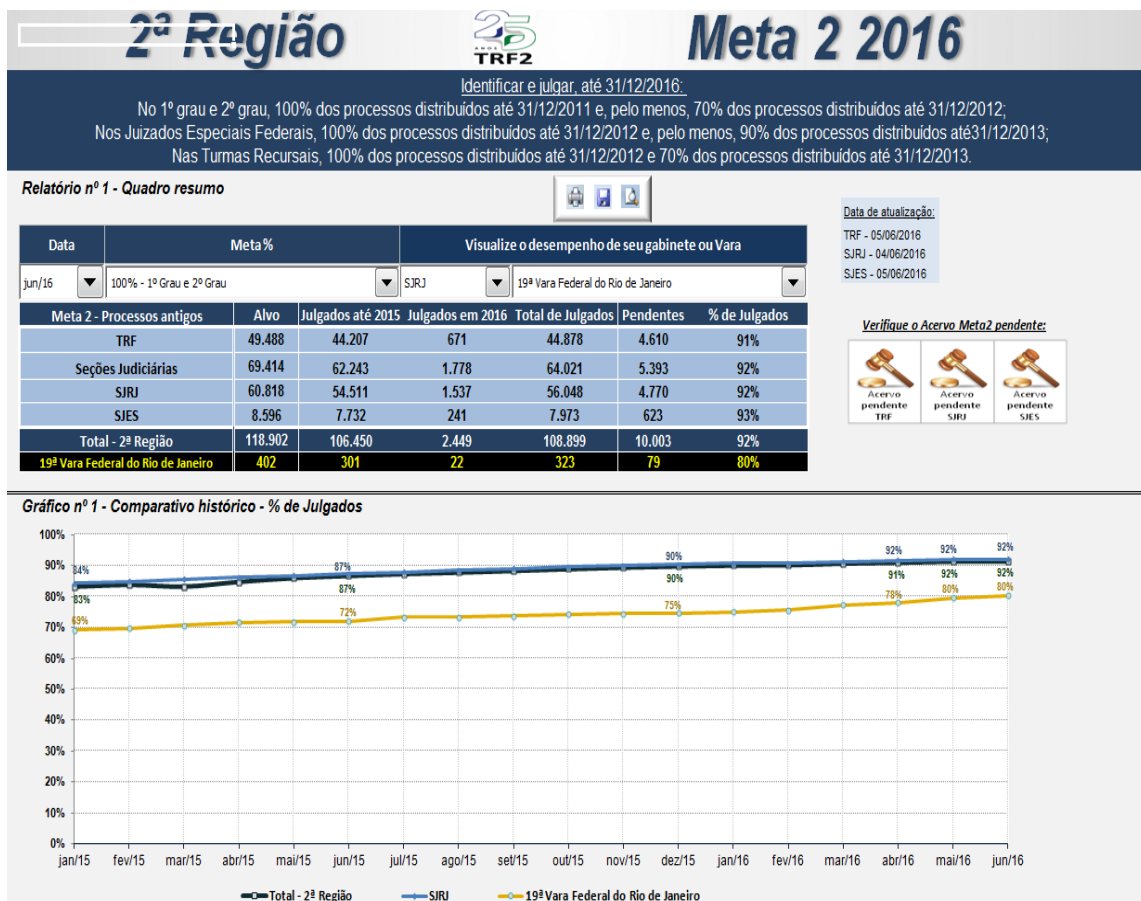 2ª Região
25
ANOS
TRF2
Meta 2 2016
Identificar e julgar, até 31/12/2016:
No 1º grau e 2º grau, 100% dos processos distribuídos até 31/12/2011 e, pelo menos, 70% dos processos distribuídos até 31/12/2012;
Nos Juizados Especiais Federais, 100% dos processos distribuídos até 31/12/2012 e, pelo menos, 90% dos processos distribuídos até31/12/2013;
Nas Turmas Recursais, 100% dos processos distribuídos até 31/12/2012 e 70% dos processos distribuídos até 31/12/2013.
Relatório nº 1 - Quadro resumo
Data de atualização:
TRF - 05/06/2016
SJRJ - 04/06/2016
SJES - 05/06/2016
Data Meta % Visualize o desempenho de seu gabinete ou Vara
jun/16 100% - 1º Grau e 2º Grau SJRJ 19ª Vara Federal do Rio de Janeiro
Meta 2 - Processos antigos Alvo Julgados até 2015 Julgados em 2016 Total de Julgados Pendentes % de Julgados
TRF 49.488 44.207 671 44.878 4.610 91%
Seções Judiciárias 69.414 62.243 1.778 64.021 5.393 92%
SJRJ 60.818 54.511 1.537 56.048 4.770 92%
SJES 8.596 7.732 241 7.973 623 93%
Total - 2ª Região 118.902 106.450 2.449 108.899 10.003 92%
19ª Vara Federal do Rio de Janeiro 402 301 22 323 79 80%
Verifique o Acervo Meta2 pendente:
Acervo pendente TRF
Acervo pendente SJRJ
Acervo pendente SJES
Gráfico nº 1 - Comparativo histórico - % de Julgados
100%
90%
80%
70%
60%
50%
40%
30%
20%
10%
0%
84% 87% 90% 92% 92% 92%
83% 87% 90% 91% 92% 92%
69% 72% 75% 78% 80% 80%
jan/15 fev/15 mar/15 abr/15 mai/15 jun/15 jul/15 ago/15 set/15 out/15 nov/15 dez/15 jan/16 fev/16 mar/16 abr/16 mai/16 jun/16
Total - 2ª Região SJRJ 19ª Vara Federal do Rio de Janeiro